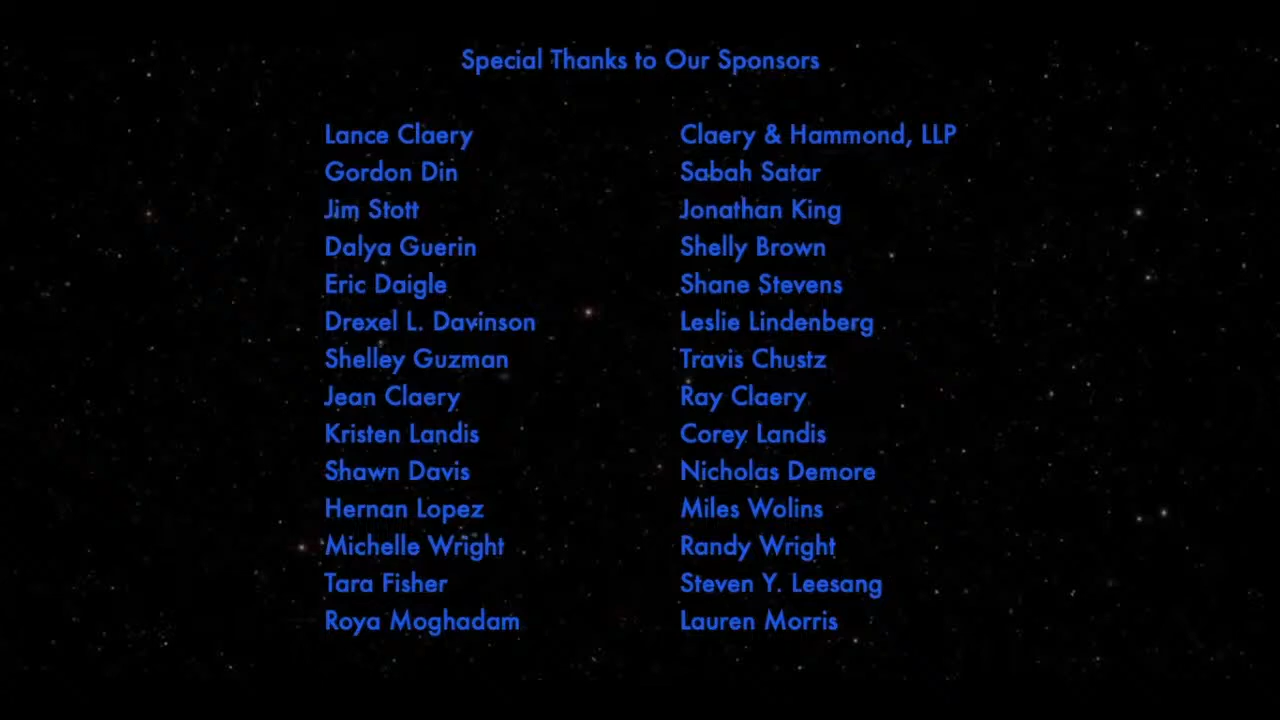 Special Thanks to Our Sponsors
Lance Claery
Claery & Hammond, LLP
Gordon Din
Sabah Satar
Jim Stott
Jonathan King
Dalya Guerin
Shelly Brown
Eric Daigle
Shane Stevens
Drexel L. Davinson
Leslie Lindenberg
Shelley Guzman
Travis Chustz
Jean Claery
Ray Claery
Kristen Landis
Corey Landis
Shawn Davis
Nicholas Demore
Hernan Lopez
Miles Wolins
Michelle Wright
Randy Wright
Tara Fisher
Steven Y. Leesang
Roya Moghadam
Lauren Morris